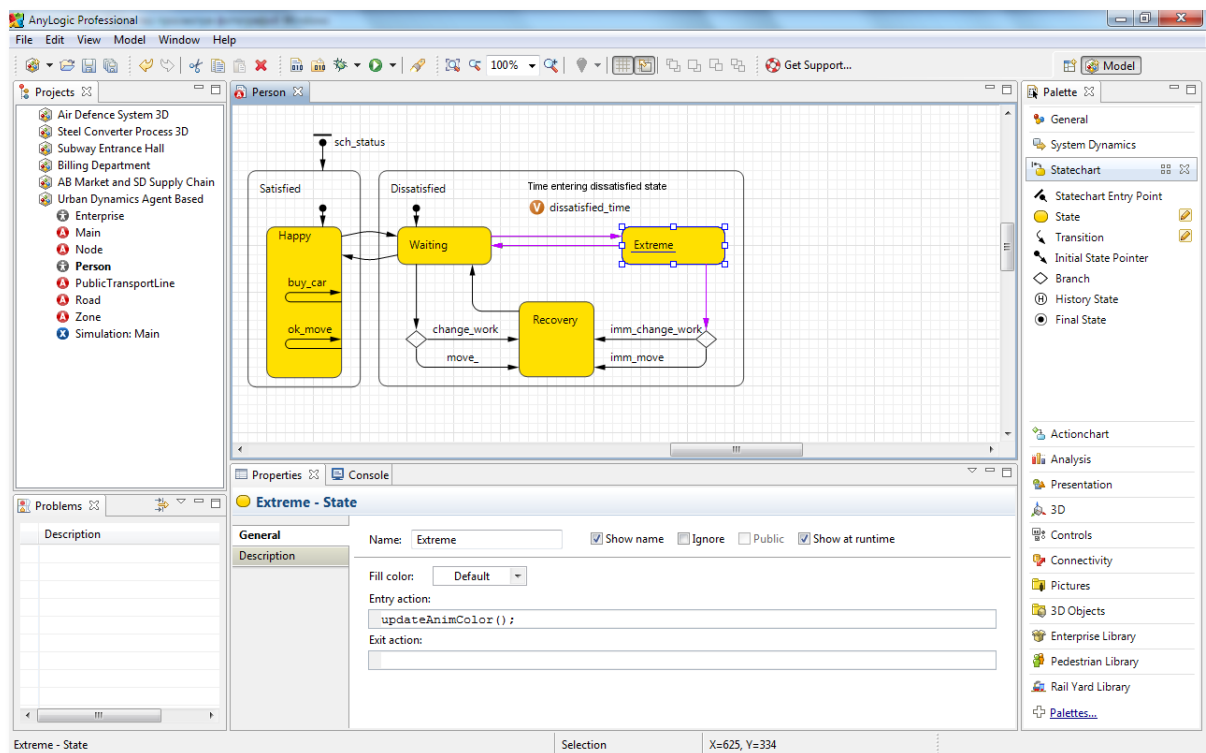 AnyLogic Professional
File Edit View Model Window Help
100%
Get Support...
Model
Projects
Air Defence System 3D
Steel Converter Process 3D
Subway Entrance Hall
Billing Department
AB Market and SD Supply Chain
Urban Dynamics Agent Based
Enterprise
Main
Node
Person
PublicTransportLine
Road
Zone
Simulation: Main
Problems
Description
Person
sch_status
Satisfied
Dissatisfied
Time entering dissatisfied state
V dissatisfied_time
Happy
Waiting
Extreme
buy_car
ok_move
Recovery
change_work
imm_change_work
move_
imm_move
Properties
Console
Extreme - State
General
Description
Name: Extreme
Show name
Ignore
Public
Show at runtime
Fill color: Default
Entry action:
updateAnimColor();
Exit action:
Palette
General
System Dynamics
Statechart
Statechart Entry Point
State
Transition
Initial State Pointer
Branch
History State
Final State
Actionchart
Analysis
Presentation
3D
Controls
Connectivity
Pictures
3D Objects
Enterprise Library
Pedestrian Library
Rail Yard Library
Palettes...
Extreme - State
Selection
X=625, Y=334